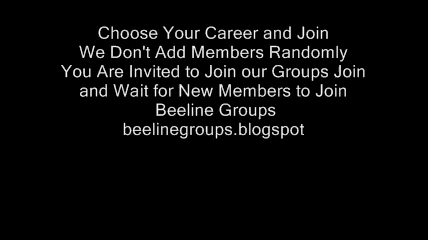 Choose Your Career and Join
We Don't Add Members Randomly
You Are Invited to Join our Groups Join
and Wait for New Members to Join
Beeline Groups
beelinegroups.blogspot